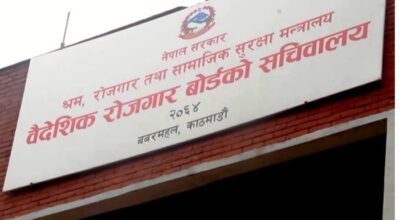 नेपाल सरकार
श्रम, रोजगार तथा सामाजिक सुरक्षा मन्त्रालय
वैदेशिक रोजगार बोर्डको सचिवालय
२०६४
बबरमहल, काठमाडौं